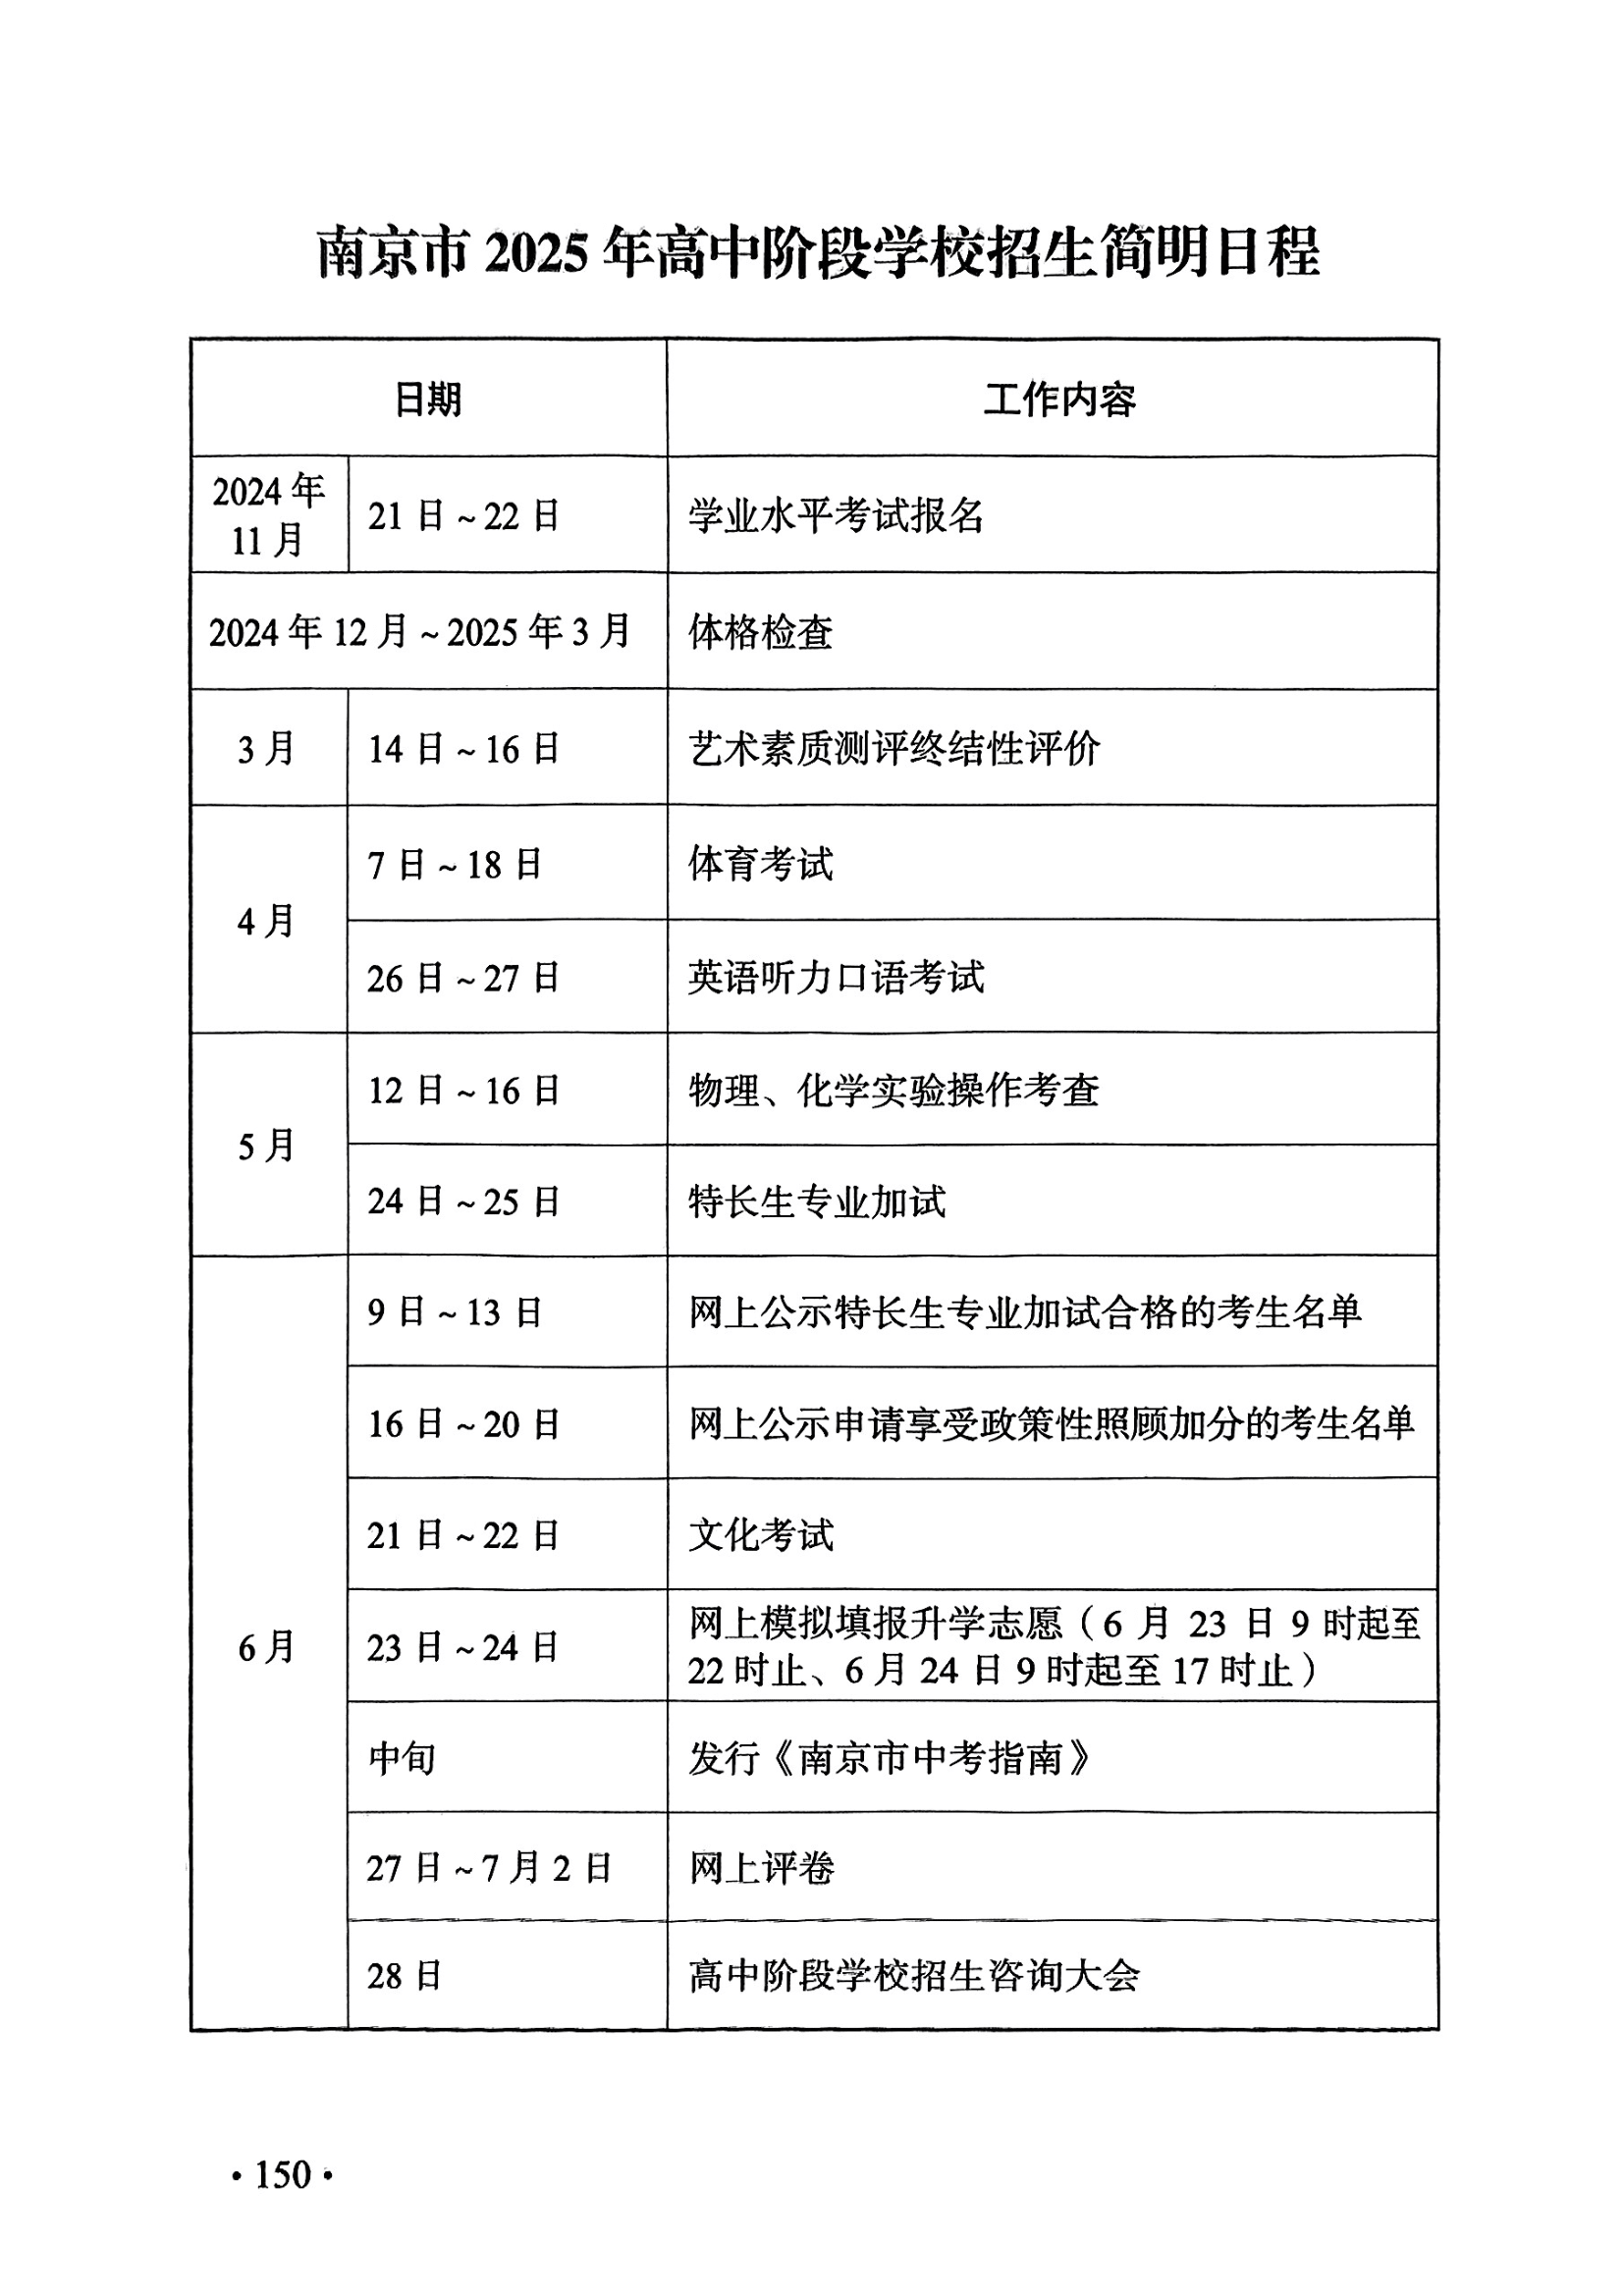 南京市 2025 年高中阶段学校招生简明日程
日期
工作内容
2024 年
11 月
21 日 ~ 22 日
学业水平考试报名
2024 年 12 月 ~ 2025 年 3 月
体格检查
3 月
14 日 ~ 16 日
艺术素质测评终结性评价
4 月
7 日 ~ 18 日
体育考试
26 日 ~ 27 日
英语听力口语考试
5 月
12 日 ~ 16 日
物理、化学实验操作考查
24 日 ~ 25 日
特长生专业加试
6 月
9 日 ~ 13 日
网上公示特长生专业加试合格的考生名单
16 日 ~ 20 日
网上公示申请享受政策性照顾加分的考生名单
21 日 ~ 22 日
文化考试
23 日 ~ 24 日
网上模拟填报升学志愿（6 月 23 日 9 时起至
22 时止、6 月 24 日 9 时起至 17 时止）
中旬
发行《南京市中考指南》
27 日 ~ 7 月 2 日
网上评卷
28 日
高中阶段学校招生咨询大会
· 150 ·